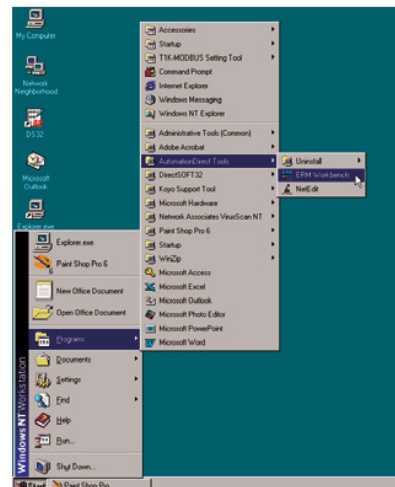 My Computer
Network
Neighborhood
DS32
Microsoft
Outlook
Explorer.exe
Accessories
Startup
T1K-MODBUS Setting Tool
Command Prompt
Internet Explorer
Windows Messaging
Windows NT Explorer
Administrative Tools (Common)
Adobe Acrobat
AutomationDirect Tools
DirectSOFT32
Koyo Support Tool
Microsoft Hardware
Network Associates VirusScan NT
Paint Shop Pro 6
Startup
WinZip
Microsoft Access
Microsoft Excel
Microsoft Outlook
Microsoft Photo Editor
Microsoft PowerPoint
Microsoft Word
Uninstall
ERM Workbench
NetEdit
Explorer.exe
Paint Shop Pro 6
New Office Document
Open Office Document
Programs
Documents
Settings
Find
Help
Run...
Shut Down...
Windows NT Workstation
Start
Paint Shop Pro